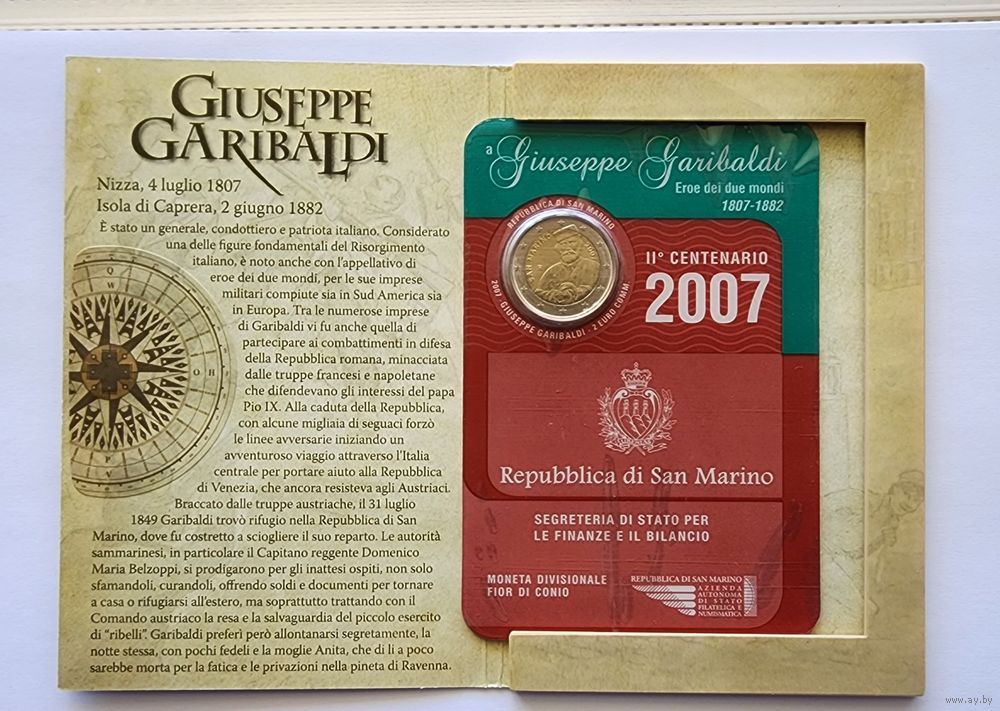 GIUSEPPE
GARIBALDI
Nizza, 4 luglio 1807
Isola di Caprera, 2 giugno 1882
È stato un generale, condottiero e patriota italiano. Considerato
una delle figure fondamentali del Risorgimento
italiano, è noto anche con l'appellativo di
eroe dei due mondi, per le sue imprese
militari compiute sia in Sud America sia
in Europa. Tra le numerose imprese
di Garibaldi vi fu anche quella di
partecipare ai combattimenti in difesa
della Repubblica romana, minacciata
dalle truppe francesi e napoletane
che difendevano gli interessi del papa
Pio IX. Alla caduta della Repubblica,
con alcune migliaia di seguaci forzò
le linee avversarie iniziando un
avventuroso viaggio attraverso l'Italia
centrale per portare aiuto alla Repubblica
di Venezia, che ancora resisteva agli Austriaci.
Braccato dalle truppe austriache, il 31 luglio
1849 Garibaldi trovò rifugio nella Repubblica di San
Marino, dove fu costretto a sciogliere il suo reparto. Le autorità
sammarinesi, in particolare il Capitano reggente Domenico
Maria Belzoppi, si prodigarono per gli inattesi ospiti, non solo
sfamandoli, curandoli, offrendo soldi e documenti per tornare
a casa o rifugiarsi all'estero, ma soprattutto trattando con il
Comando austriaco la resa e la salvaguardia del piccolo esercito
di "ribelli". Garibaldi preferì però allontanarsi segretamente, la
notte stessa, con pochi fedeli e la moglie Anita, che di lì a poco
sarebbe morta per la fatica e le privazioni nella pineta di Ravenna.
a Giuseppe Garibaldi
Eroe dei due mondi
1807-1882
REPUBBLICA DI SAN MARINO
SAN MARINO
2007
2007 · GIUSEPPE GARIBALDI · 2 EURO COMM.
II° CENTENARIO
2007
Repubblica di San Marino
SEGRETERIA DI STATO PER
LE FINANZE E IL BILANCIO
MONETA DIVISIONALE
FIOR DI CONIO
REPUBBLICA DI SAN MARINO
AZIENDA
AUTONOMA
DI STATO
FILATELICA E
NUMISMATICA
www.ay.by